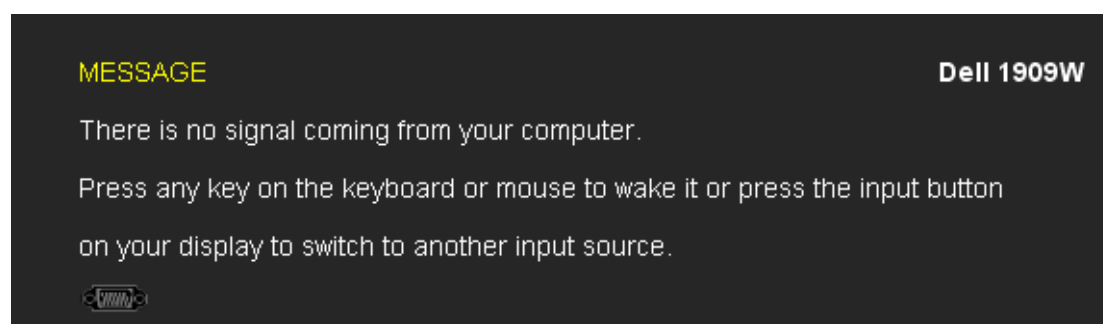 MESSAGE Dell 1909W
There is no signal coming from your computer.
Press any key on the keyboard or mouse to wake it or press the input button
on your display to switch to another input source.